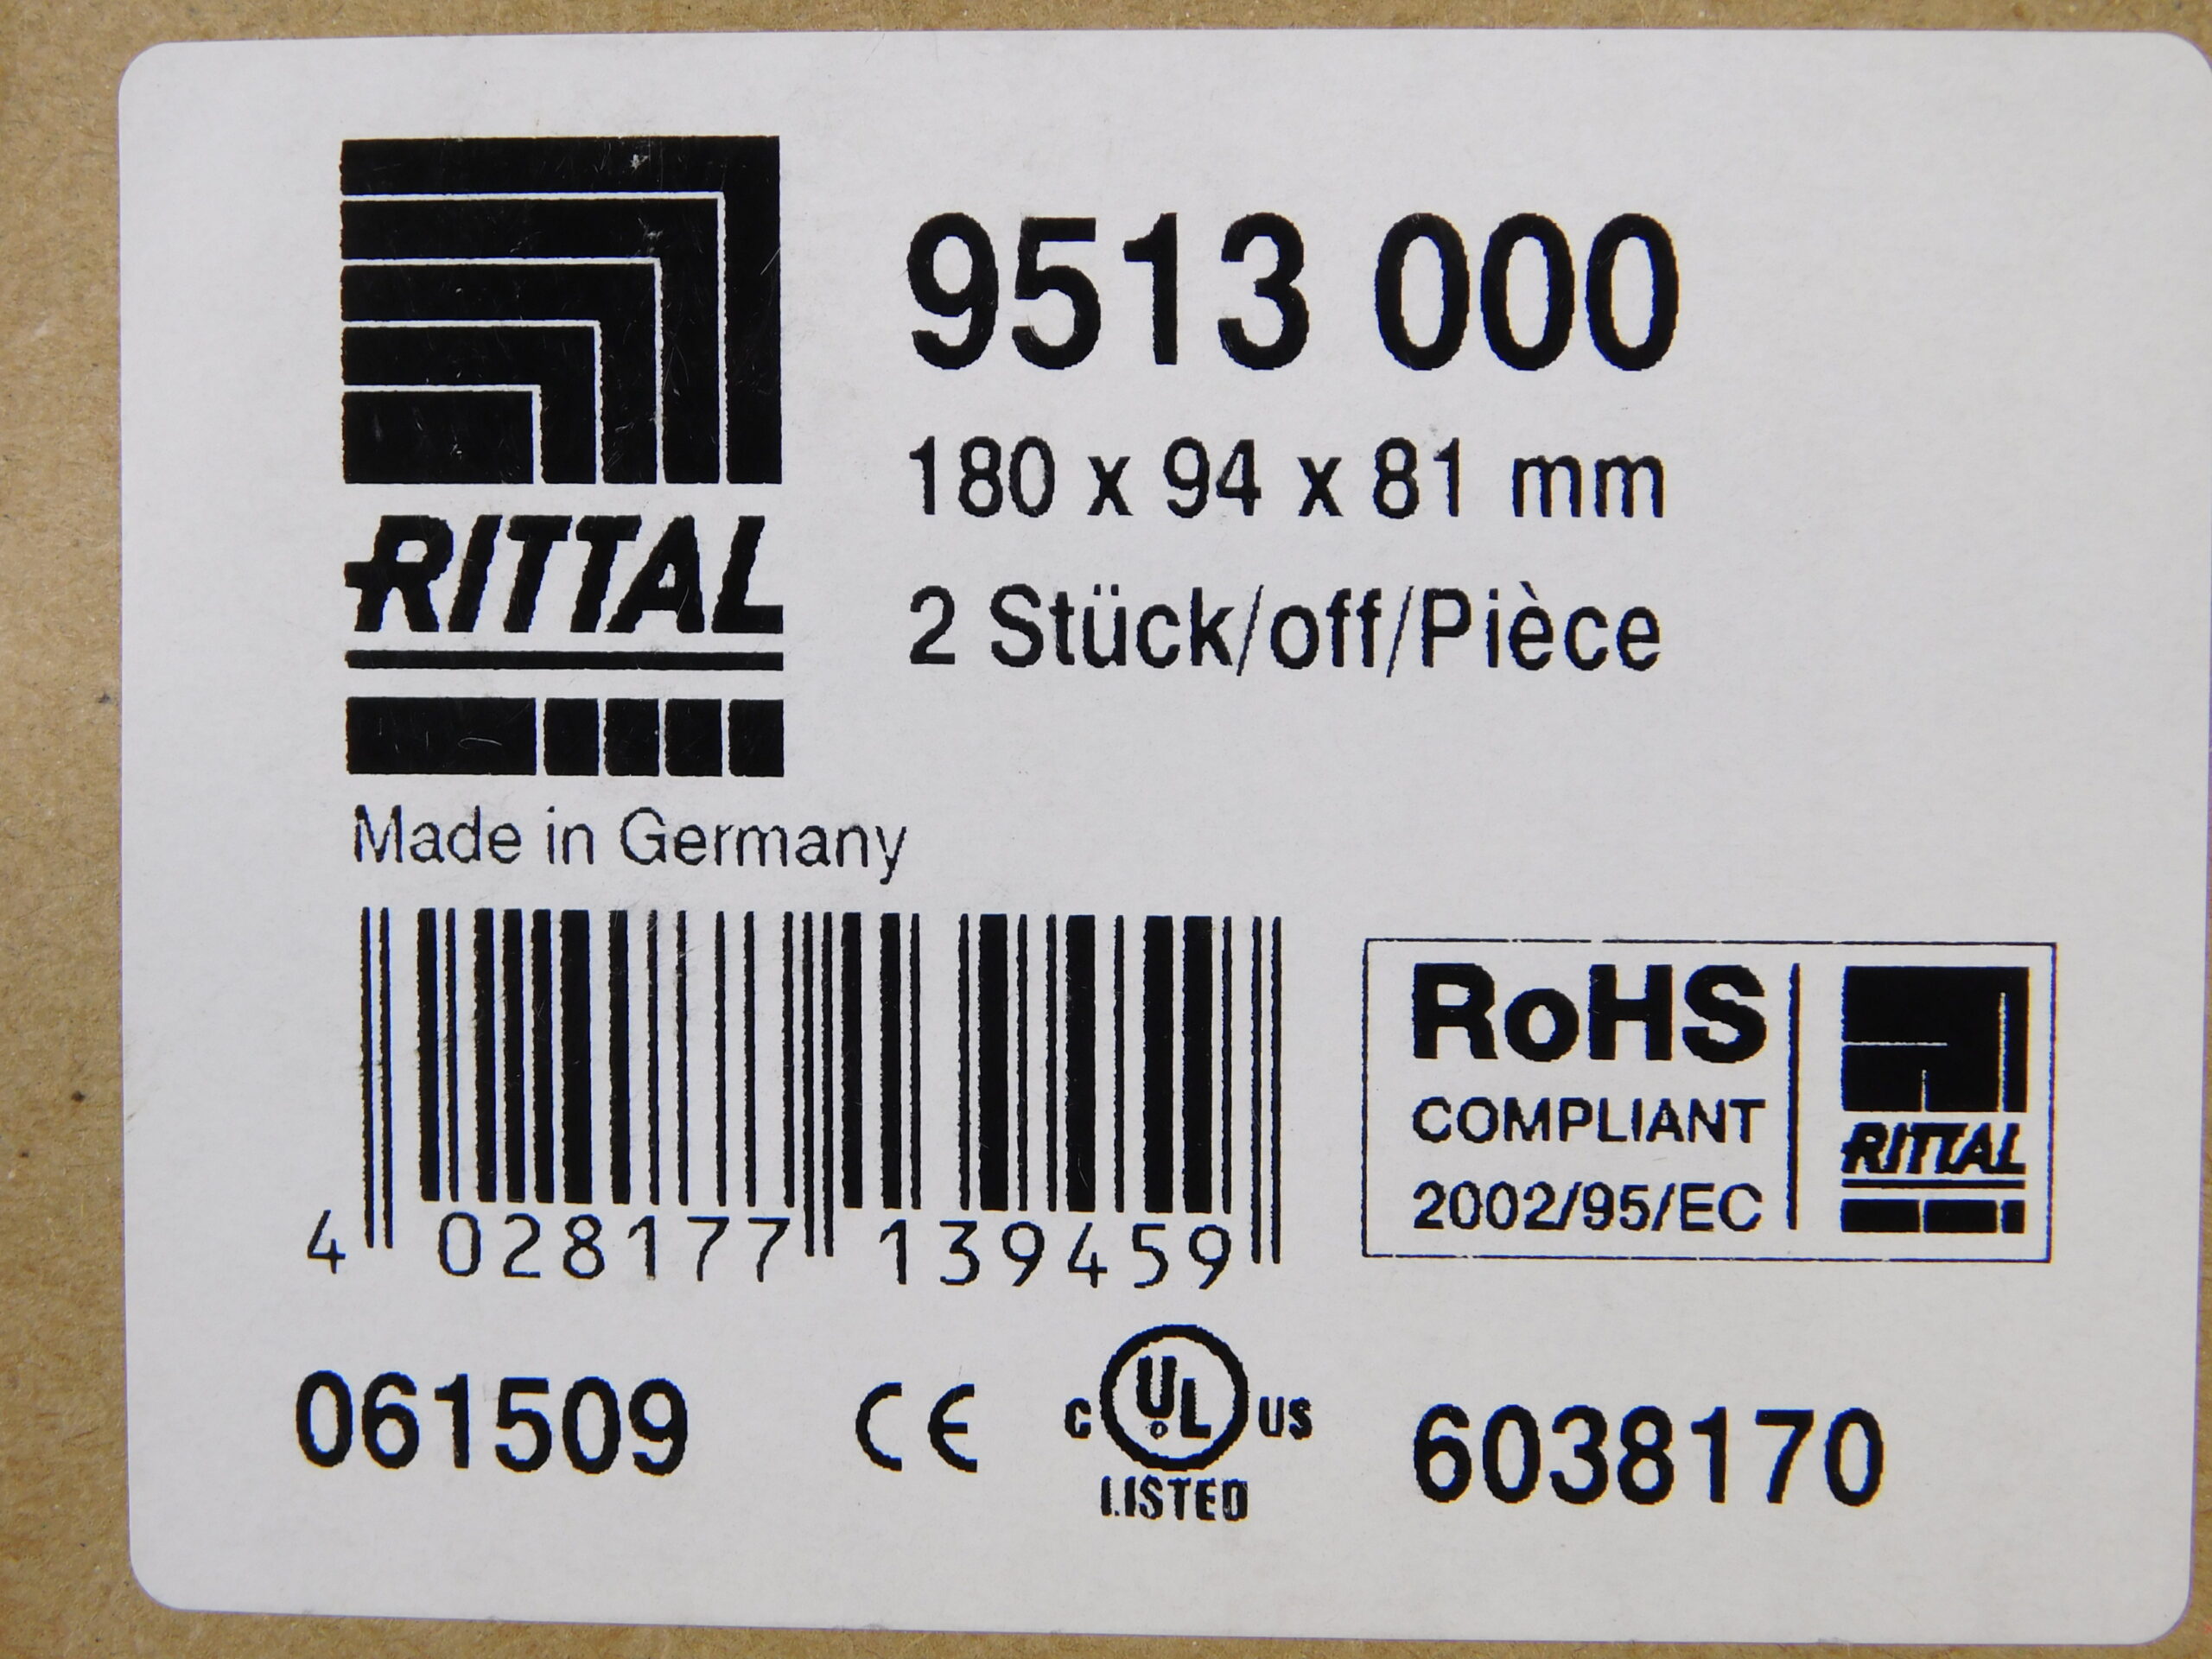 9513 000
180 x 94 x 81 mm
2 Stück/off/Pièce
RITTAL
Made in Germany
4 028177 139459
RoHS
COMPLIANT
2002/95/EC
RITTAL
061509
CE
c UL US
LISTED
6038170